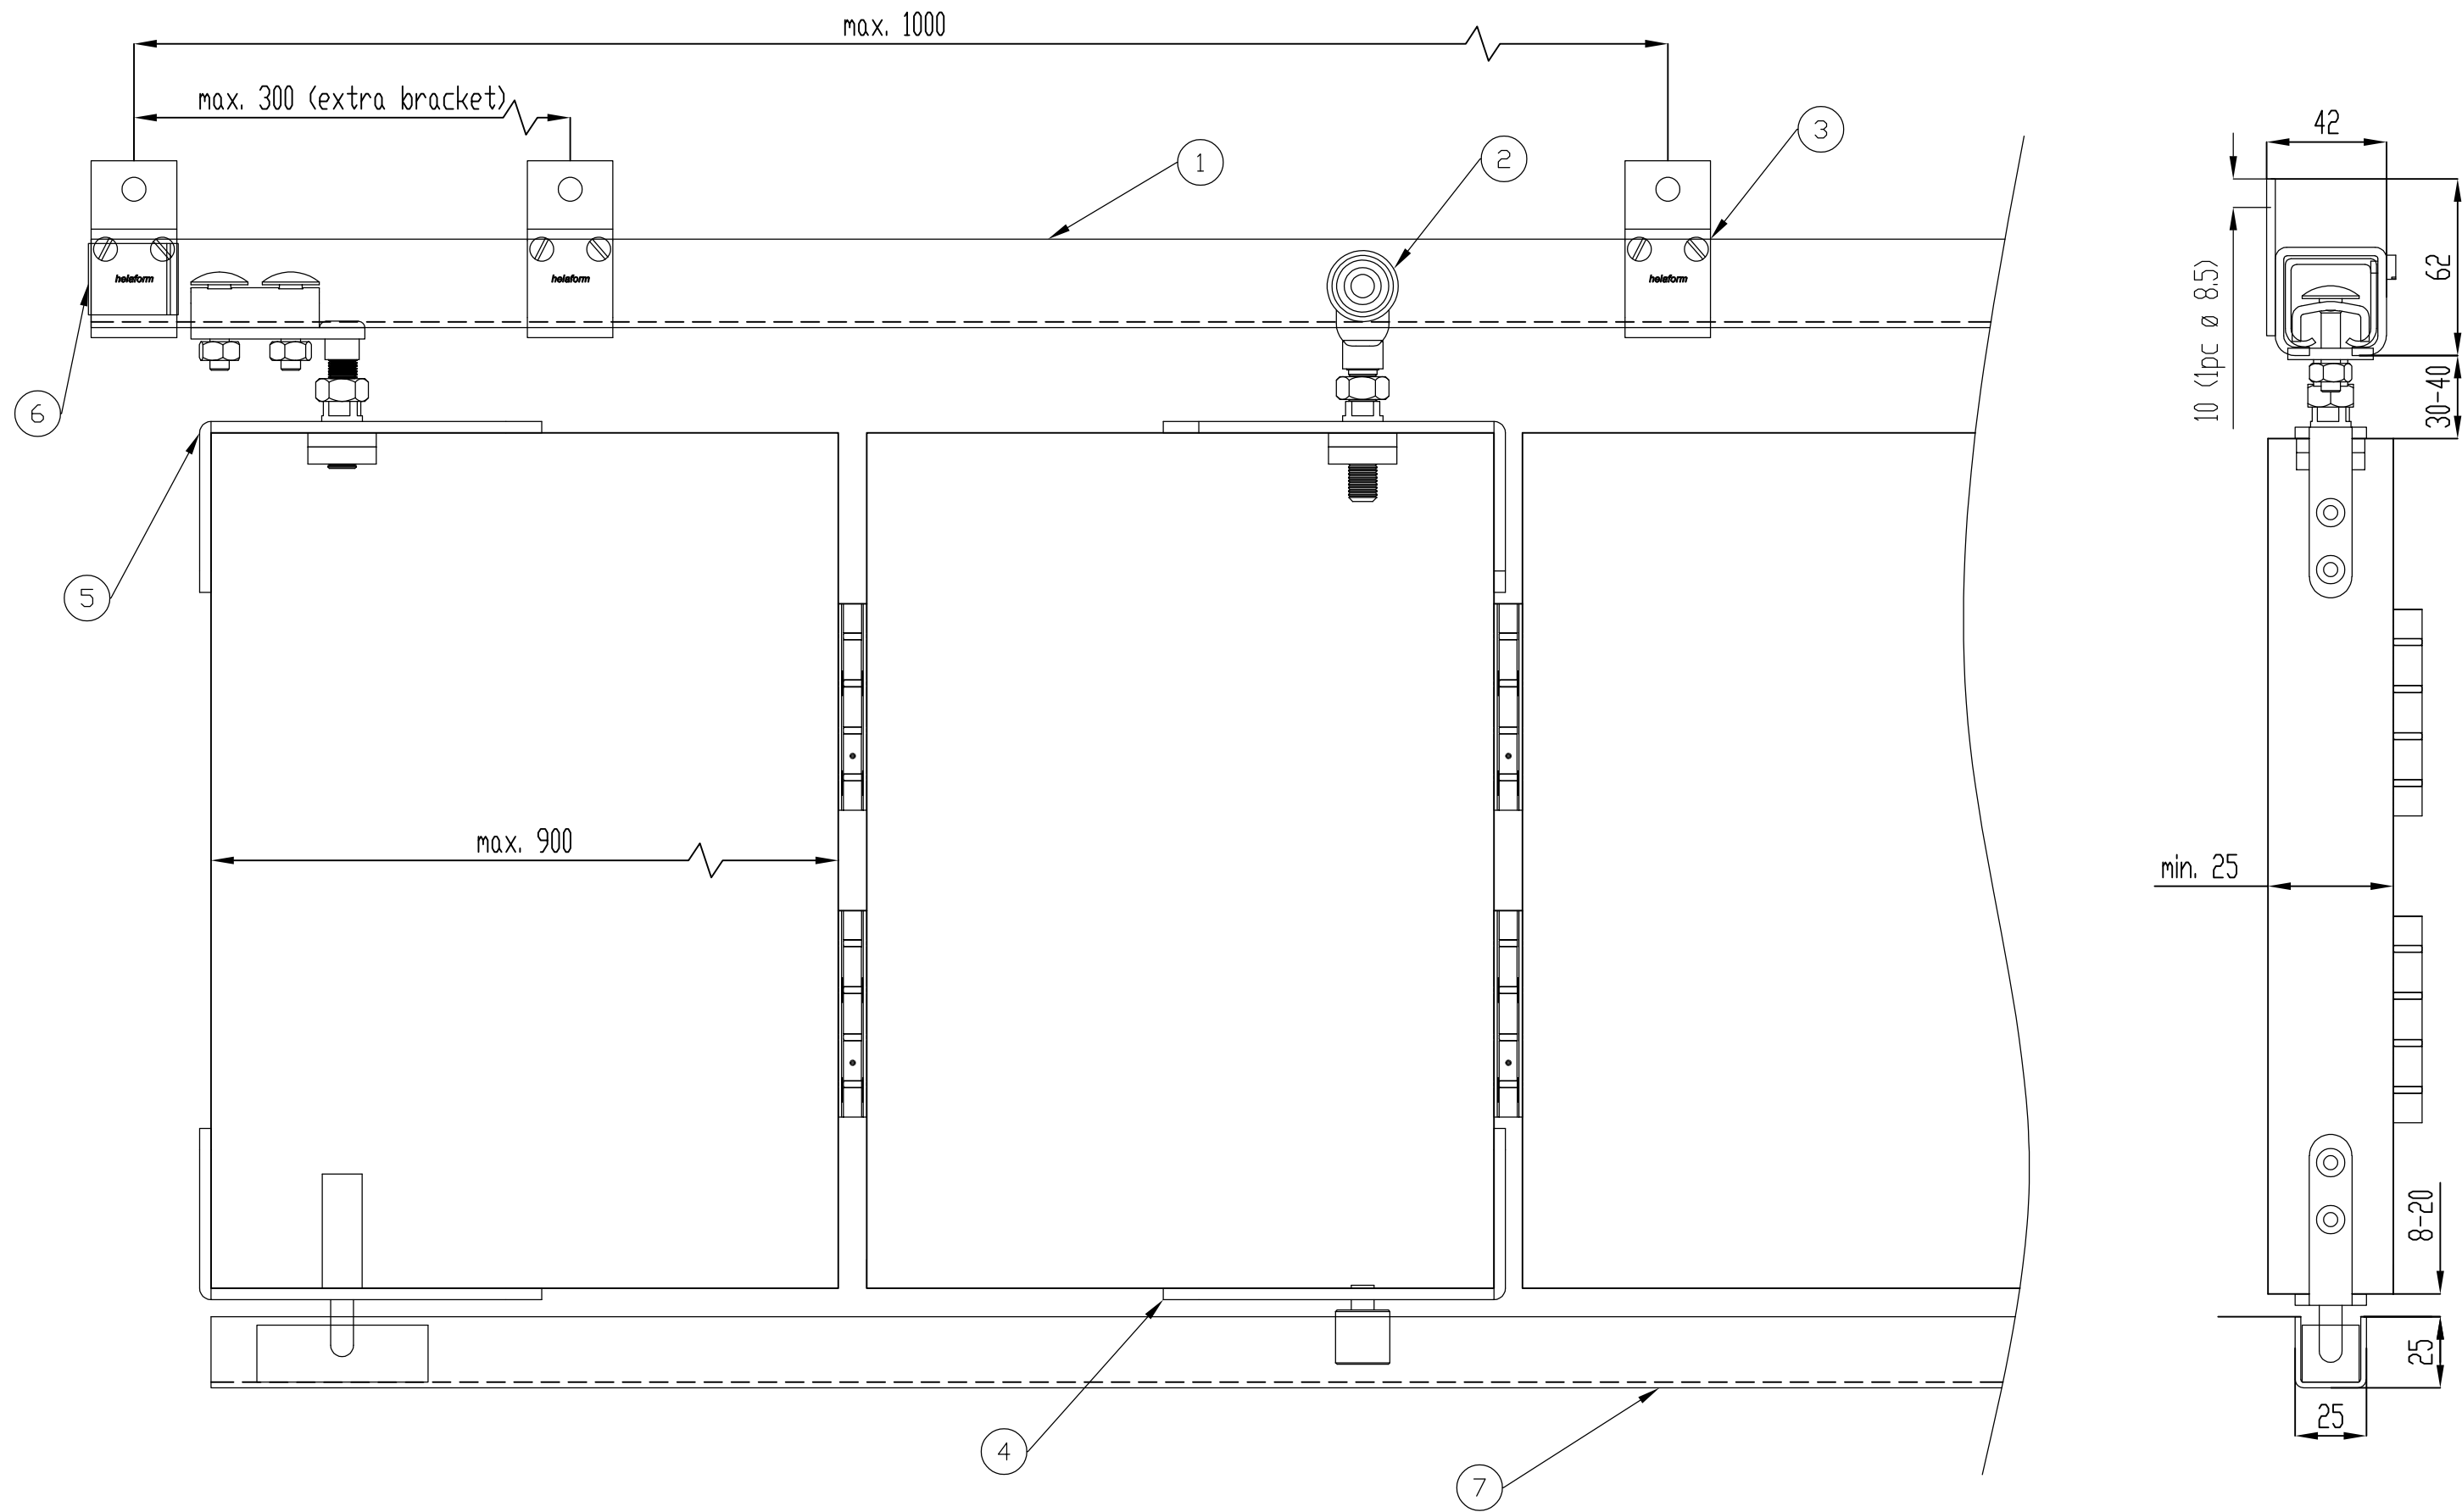 max. 1000
max. 300 (extra bracket)
1
2
3
helaform
helaform
helaform
6
5
max. 900
4
7
42
10 (1pc ø 8.5)
62
30-40
min. 25
8-20
25
25